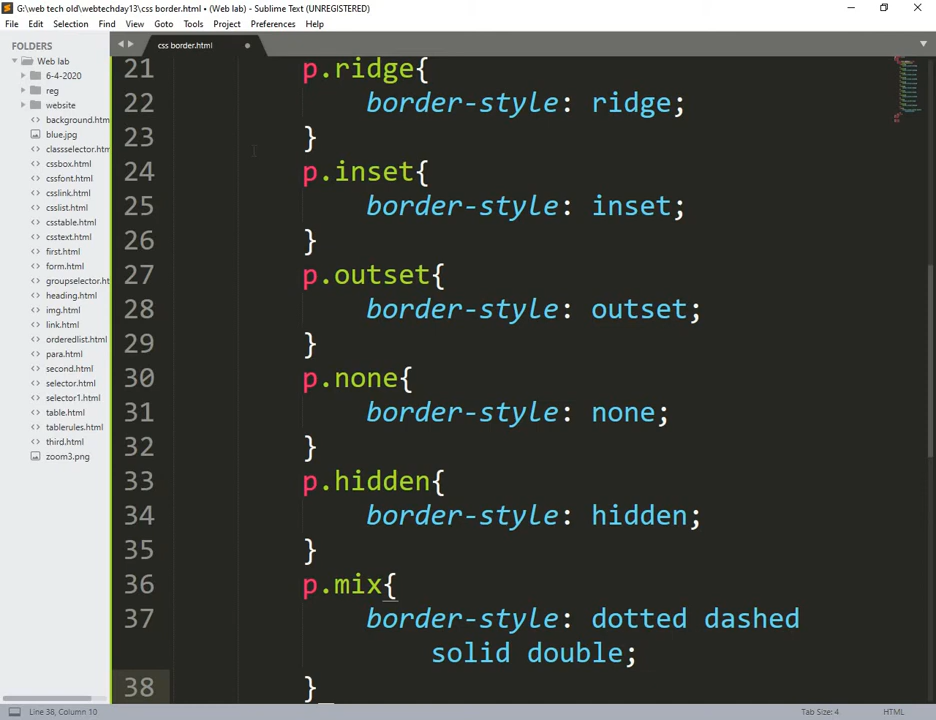 G:\web tech old\webtechday13\css border.html • (Web lab) - Sublime Text (UNREGISTERED)
File Edit Selection Find View Goto Tools Project Preferences Help
FOLDERS
Web lab
6-4-2020
reg
website
background.htm
blue.jpg
classselector.htm
cssbox.html
cssfont.html
csslink.html
csslist.html
csstable.html
csstext.html
first.html
form.html
groupselector.ht
heading.html
img.html
link.html
orderedlist.html
para.html
second.html
selector.html
selector1.html
table.html
tablerules.html
third.html
zoom3.png
css border.html
21 p.ridge{
22 border-style: ridge;
23 }
24 p.inset{
25 border-style: inset;
26 }
27 p.outset{
28 border-style: outset;
29 }
30 p.none{
31 border-style: none;
32 }
33 p.hidden{
34 border-style: hidden;
35 }
36 p.mix{
37 border-style: dotted dashed
solid double;
38 }
Line 38, Column 10
Tab Size: 4
HTML